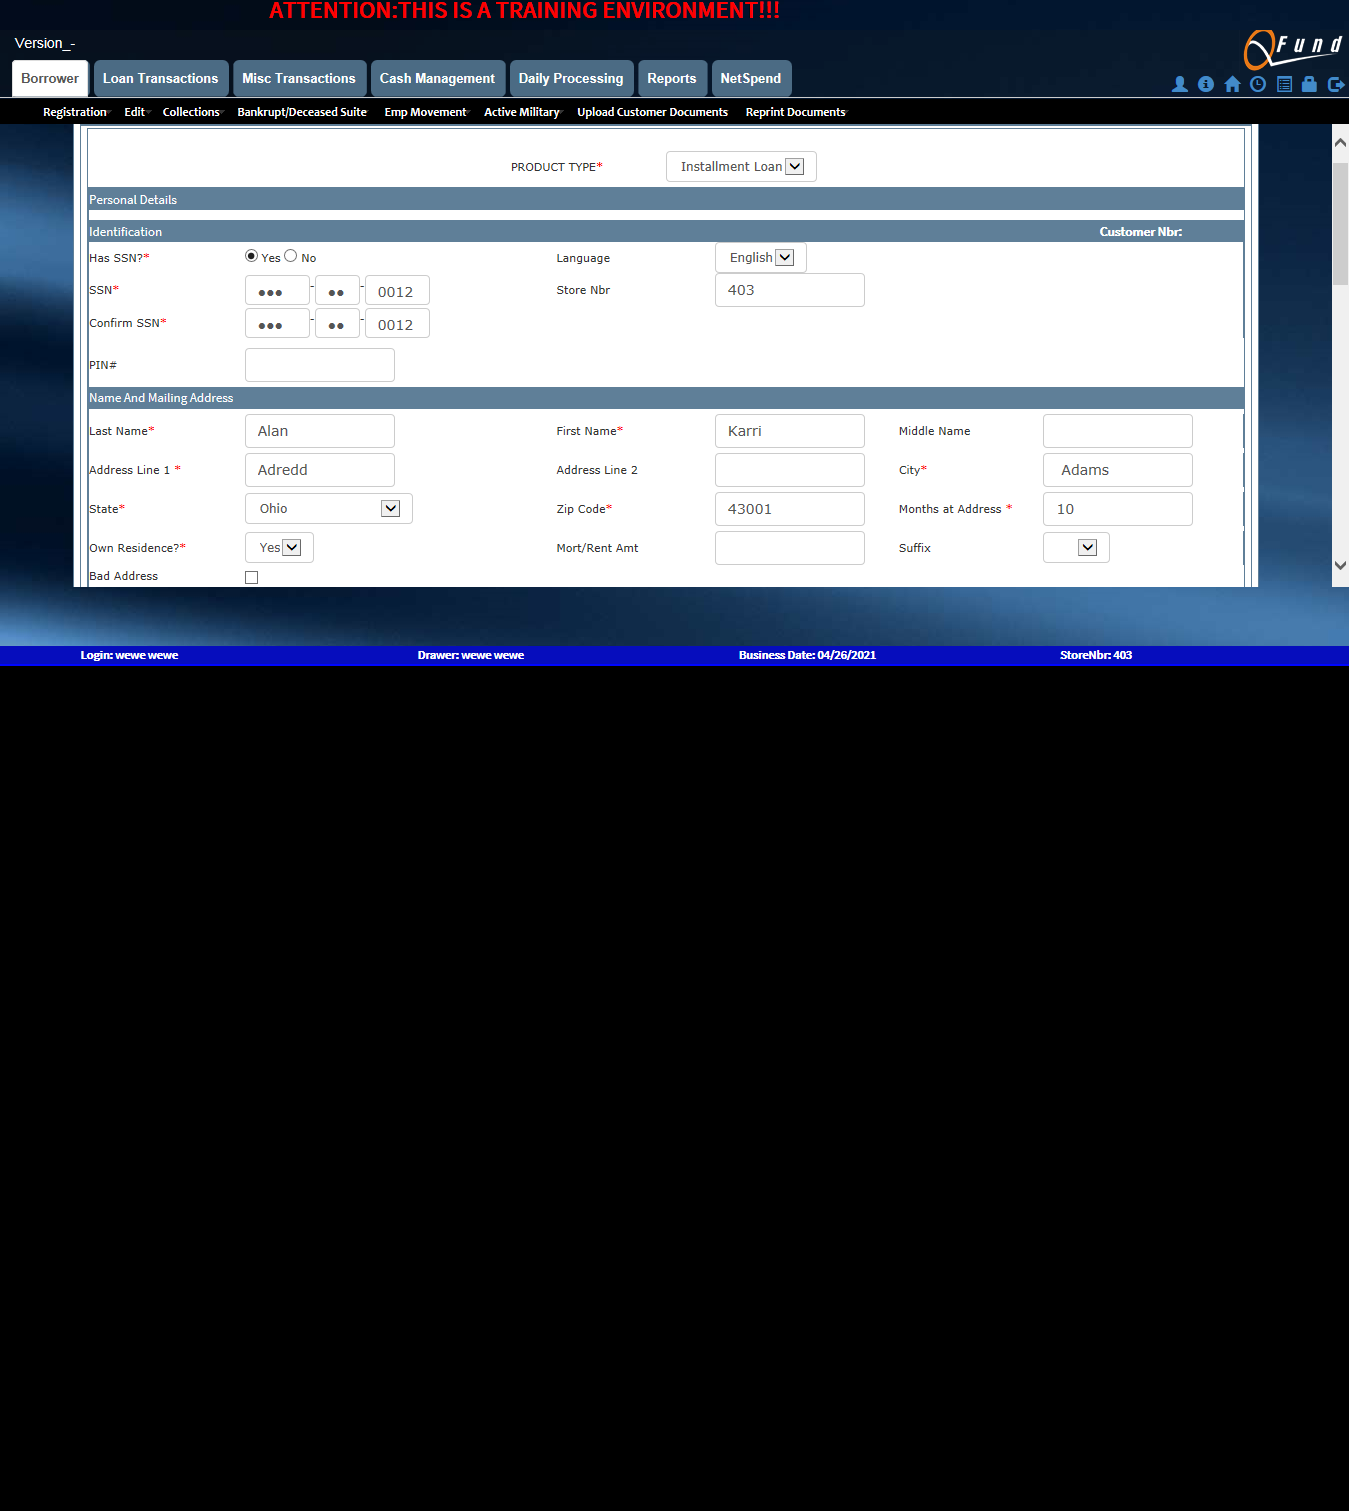 ATTENTION:THIS IS A TRAINING ENVIRONMENT!!!
Version_-
QFund
Borrower Loan Transactions Misc Transactions Cash Management Daily Processing Reports NetSpend
Registration Edit Collections Bankrupt/Deceased Suite Emp Movement Active Military Upload Customer Documents Reprint Documents
PRODUCT TYPE* Installment Loan
Personal Details
Identification Customer Nbr:
Has SSN?* Yes No Language English
SSN* ●●● - ●● - 0012 Store Nbr 403
Confirm SSN* ●●● - ●● - 0012
PIN#
Name And Mailing Address
Last Name* Alan First Name* Karri Middle Name
Address Line 1 * Adredd Address Line 2 City* Adams
State* Ohio Zip Code* 43001 Months at Address * 10
Own Residence?* Yes Mort/Rent Amt Suffix
Bad Address
Login: wewe wewe Drawer: wewe wewe Business Date: 04/26/2021 StoreNbr: 403